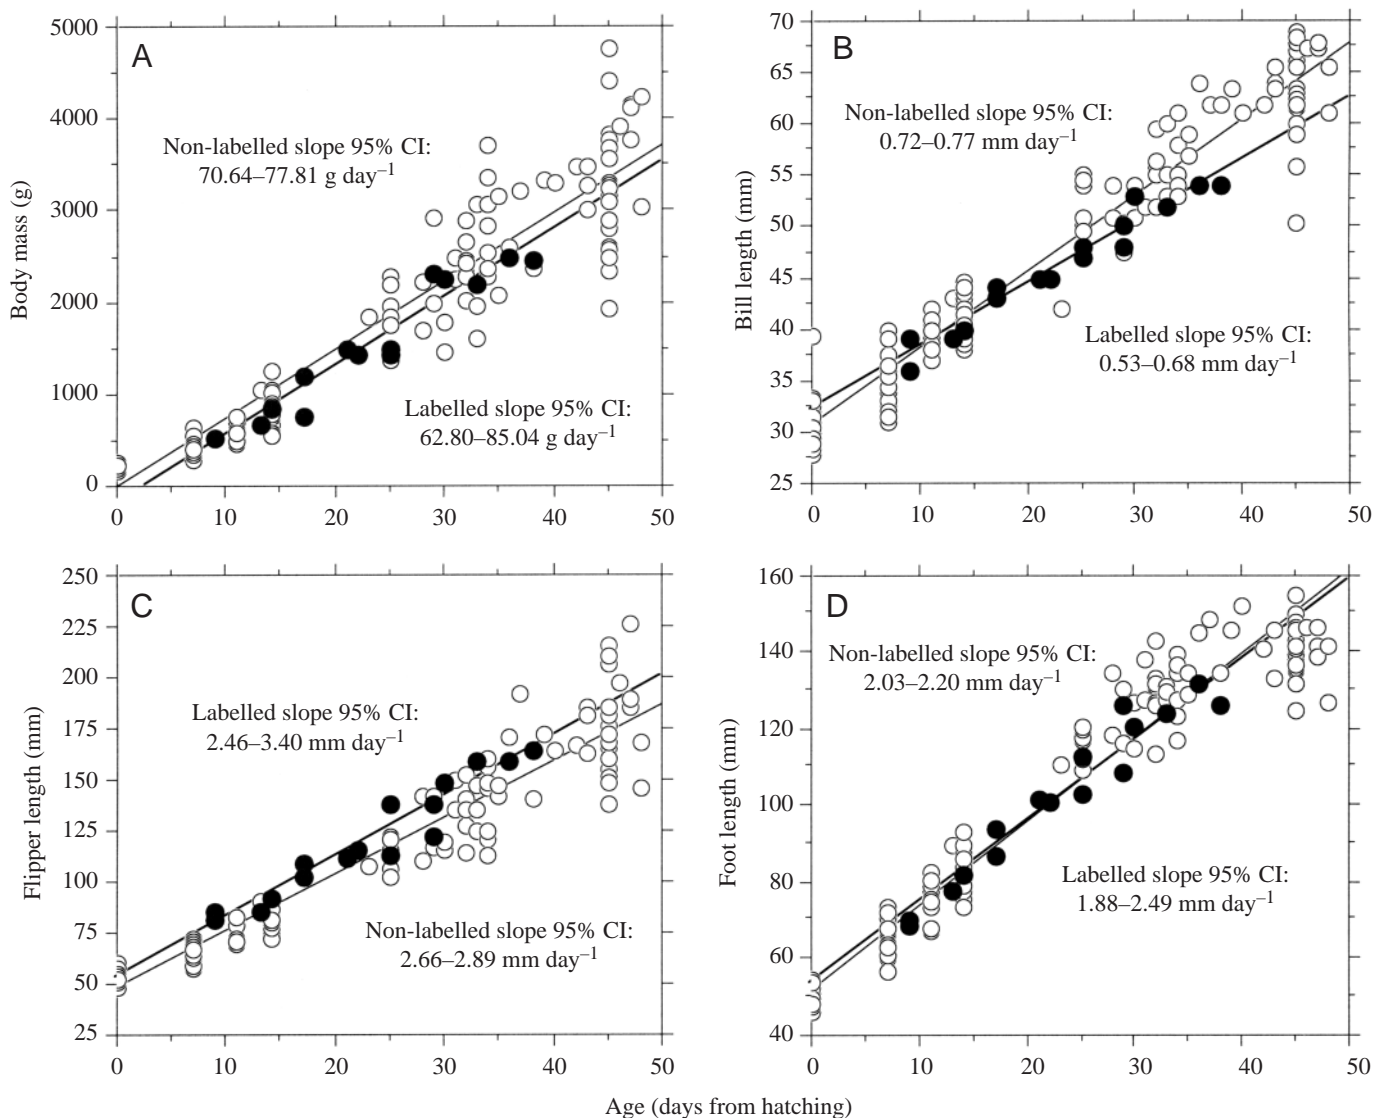 A
Non-labelled slope 95% CI:
70.64–77.81 g day–1
Labelled slope 95% CI:
62.80–85.04 g day–1
Body mass (g)
5000
4000
3000
2000
1000
0
0 10 20 30 40 50
B
Non-labelled slope 95% CI:
0.72–0.77 mm day–1
Labelled slope 95% CI:
0.53–0.68 mm day–1
Bill length (mm)
70
65
60
55
50
45
40
35
30
25
0 10 20 30 40 50
C
Labelled slope 95% CI:
2.46–3.40 mm day–1
Non-labelled slope 95% CI:
2.66–2.89 mm day–1
Flipper length (mm)
250
225
200
175
150
125
100
75
50
25
0 10 20 30 40 50
D
Non-labelled slope 95% CI:
2.03–2.20 mm day–1
Labelled slope 95% CI:
1.88–2.49 mm day–1
Foot length (mm)
160
140
120
100
80
60
40
0 10 20 30 40 50
Age (days from hatching)